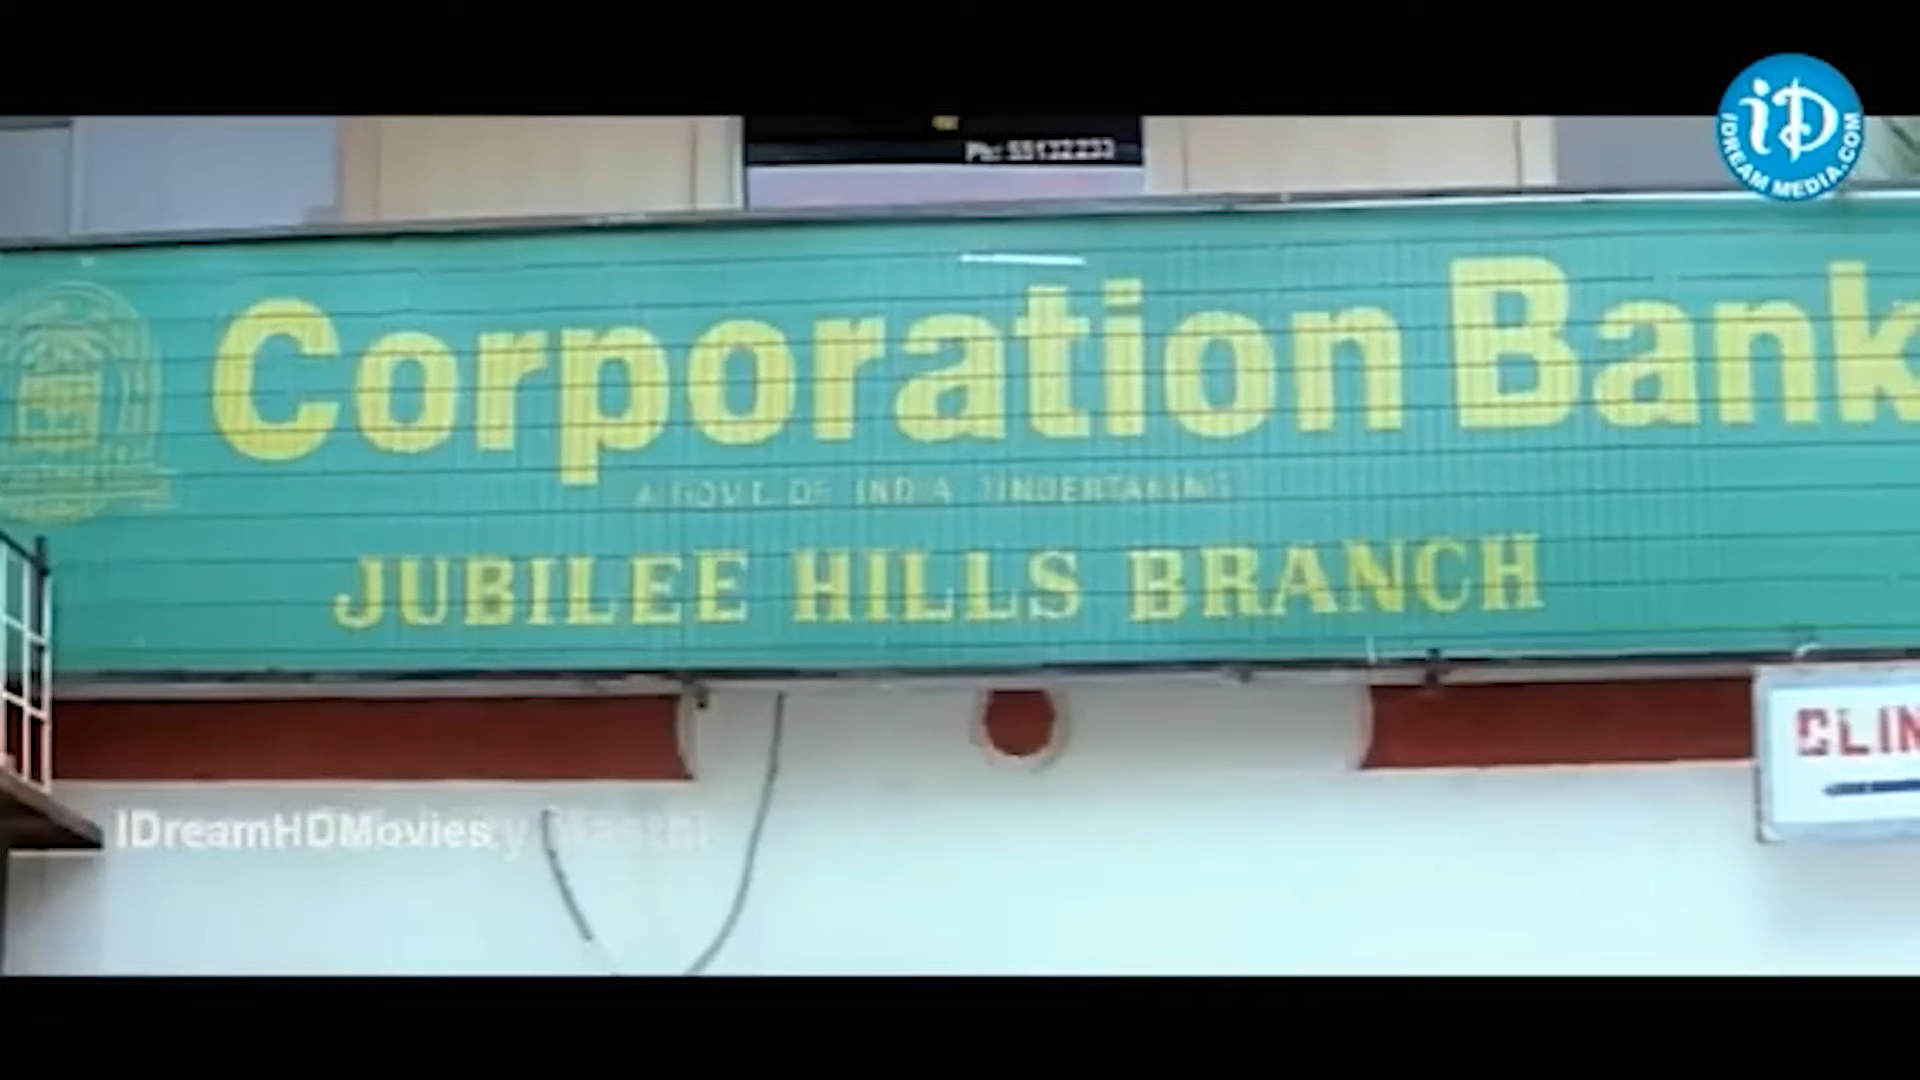 iD
IDREAM MEDIA.COM
Ph: 55132233
Corporation Bank
A GOVT. OF INDIA UNDERTAKING
JUBILEE HILLS BRANCH
CLIN
IDreamHDMovies